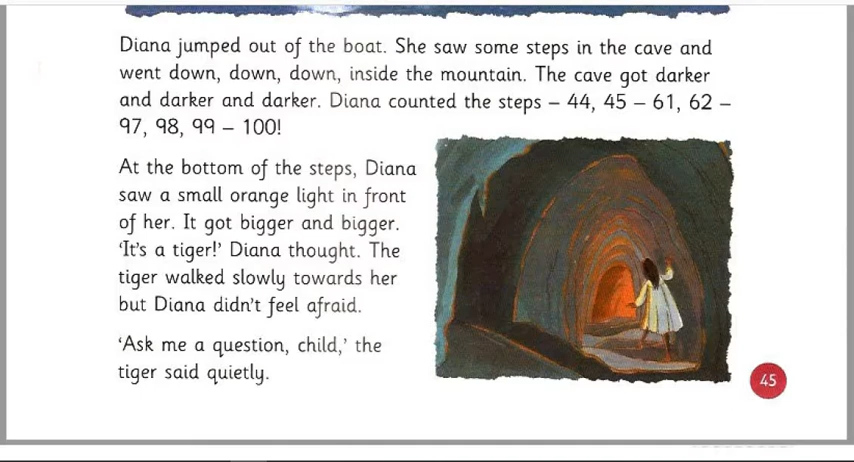 Diana jumped out of the boat. She saw some steps in the cave and
went down, down, down, inside the mountain. The cave got darker
and darker and darker. Diana counted the steps – 44, 45 – 61, 62 –
97, 98, 99 – 100!
At the bottom of the steps, Diana
saw a small orange light in front
of her. It got bigger and bigger.
‘It’s a tiger!’ Diana thought. The
tiger walked slowly towards her
but Diana didn’t feel afraid.
‘Ask me a question, child,’ the
tiger said quietly.
45